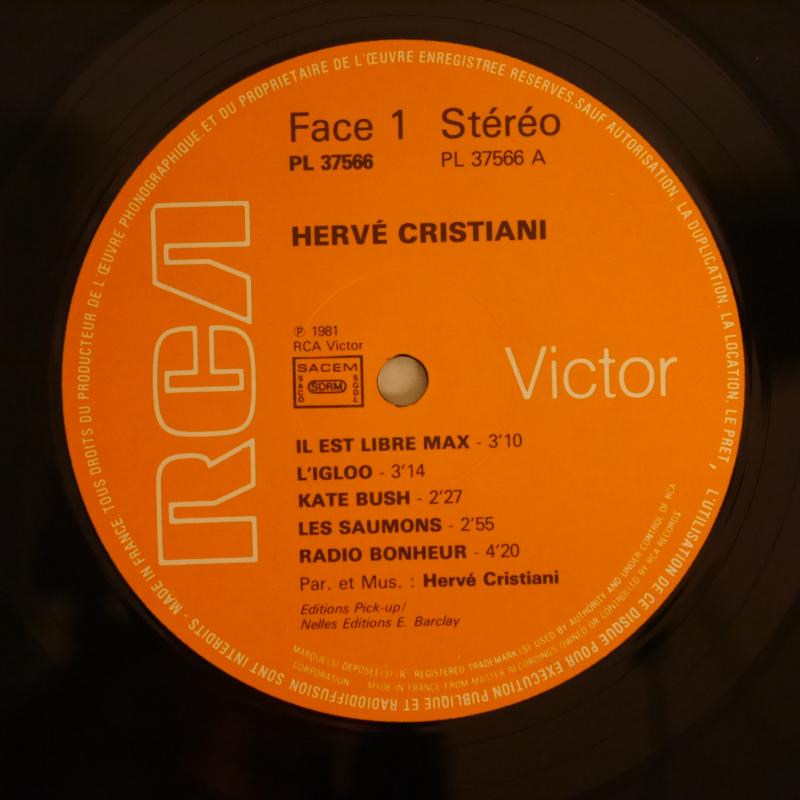 Face 1 Stéréo
PL 37566 PL 37566 A
HERVÉ CRISTIANI
RCA
℗ 1981
RCA Victor
SACEM
SACD SDRM SGDL
Victor
IL EST LIBRE MAX - 3'10
L'IGLOO - 3'14
KATE BUSH - 2'27
LES SAUMONS - 2'55
RADIO BONHEUR - 4'20
Par. et Mus. : Hervé Cristiani
Editions Pick-up/
Nelles Editions E. Barclay
MADE IN FRANCE. TOUS DROITS DU PRODUCTEUR DE L'ŒUVRE PHONOGRAPHIQUE ET DU PROPRIETAIRE DE L'ŒUVRE ENREGISTREE RESERVES. SAUF AUTORISATION, LA DUPLICATION, LA LOCATION, LE PRET, L'UTILISATION DE CE DISQUE POUR EXECUTION PUBLIQUE ET RADIODIFFUSION SONT INTERDITS -
MARQUE(S) DEPOSEE(S) . R . REGISTERED TRADEMARK(S) USED BY AUTHORITY AND UNDER CONTROL OF RCA
CORPORATION MADE IN FRANCE FROM MASTER RECORDINGS OWNED OR CONTROLLED BY RCA RECORDS